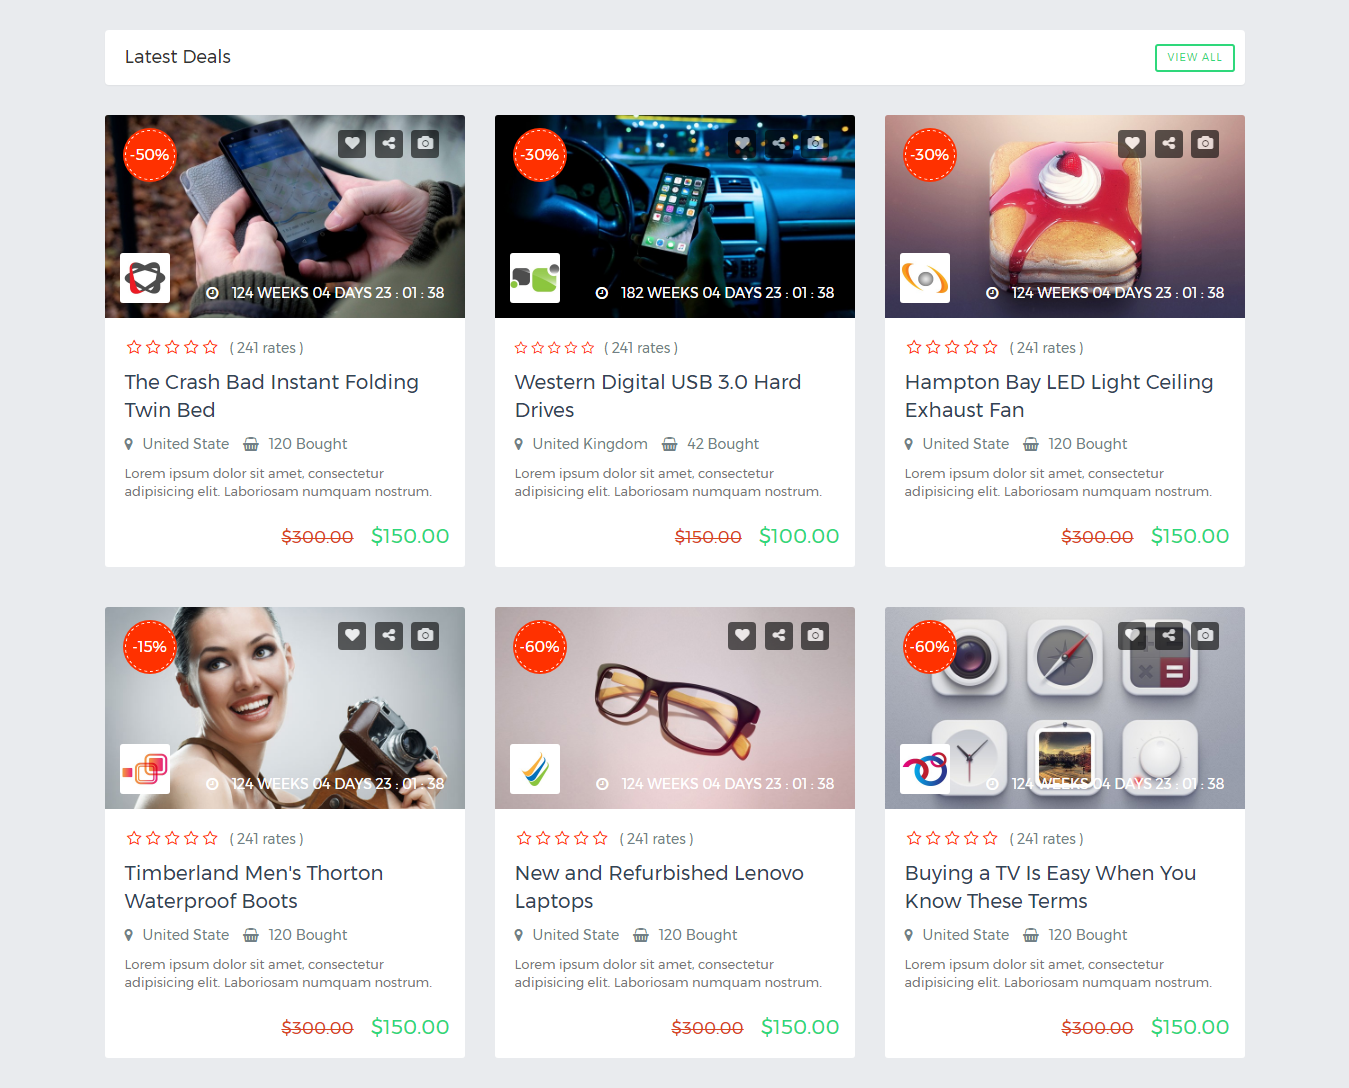 Latest Deals
VIEW ALL
-50%
124 WEEKS 04 DAYS 23 : 01 : 38
( 241 rates )
The Crash Bad Instant Folding
Twin Bed
United State 120 Bought
Lorem ipsum dolor sit amet, consectetur
adipisicing elit. Laboriosam numquam nostrum.
$300.00 $150.00
-30%
182 WEEKS 04 DAYS 23 : 01 : 38
( 241 rates )
Western Digital USB 3.0 Hard
Drives
United Kingdom 42 Bought
Lorem ipsum dolor sit amet, consectetur
adipisicing elit. Laboriosam numquam nostrum.
$150.00 $100.00
-30%
124 WEEKS 04 DAYS 23 : 01 : 38
( 241 rates )
Hampton Bay LED Light Ceiling
Exhaust Fan
United State 120 Bought
Lorem ipsum dolor sit amet, consectetur
adipisicing elit. Laboriosam numquam nostrum.
$300.00 $150.00
-15%
124 WEEKS 04 DAYS 23 : 01 : 38
( 241 rates )
Timberland Men's Thorton
Waterproof Boots
United State 120 Bought
Lorem ipsum dolor sit amet, consectetur
adipisicing elit. Laboriosam numquam nostrum.
$300.00 $150.00
-60%
124 WEEKS 04 DAYS 23 : 01 : 38
( 241 rates )
New and Refurbished Lenovo
Laptops
United State 120 Bought
Lorem ipsum dolor sit amet, consectetur
adipisicing elit. Laboriosam numquam nostrum.
$300.00 $150.00
-60%
124 WEEKS 04 DAYS 23 : 01 : 38
( 241 rates )
Buying a TV Is Easy When You
Know These Terms
United State 120 Bought
Lorem ipsum dolor sit amet, consectetur
adipisicing elit. Laboriosam numquam nostrum.
$300.00 $150.00